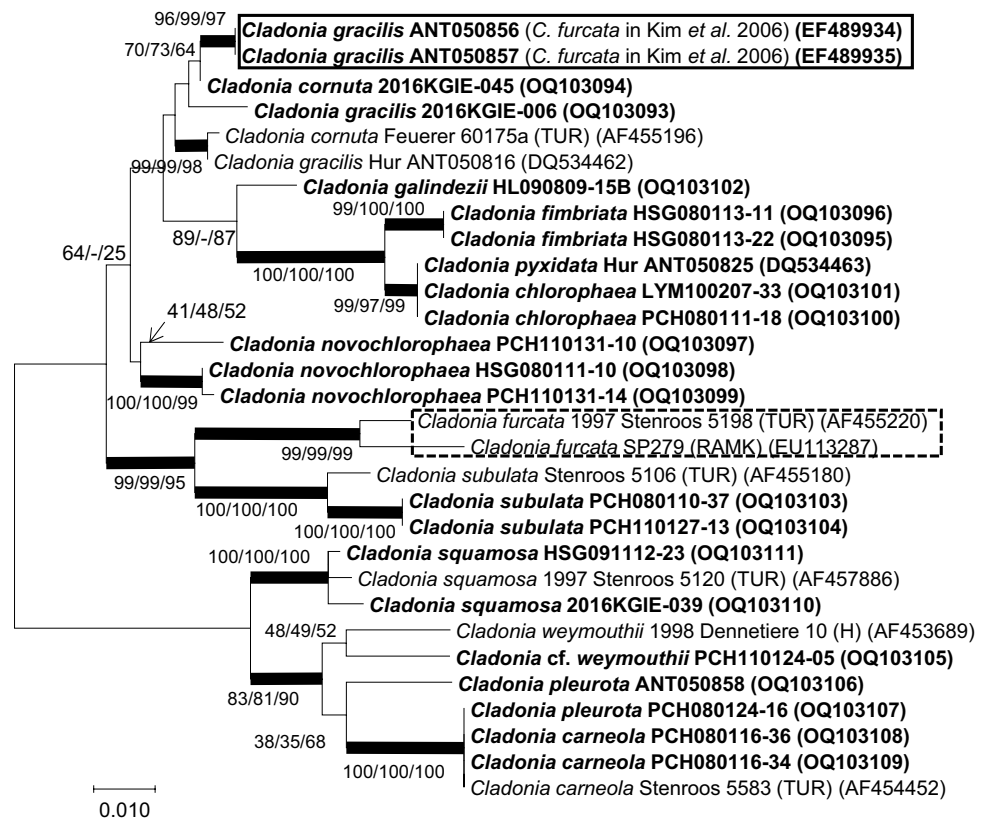 96/99/97
Cladonia gracilis ANT050856 (C. furcata in Kim et al. 2006) (EF489934)
70/73/64
Cladonia gracilis ANT050857 (C. furcata in Kim et al. 2006) (EF489935)
Cladonia cornuta 2016KGIE-045 (OQ103094)
Cladonia gracilis 2016KGIE-006 (OQ103093)
Cladonia cornuta Feuerer 60175a (TUR) (AF455196)
99/99/98
Cladonia gracilis Hur ANT050816 (DQ534462)
Cladonia galindezii HL090809-15B (OQ103102)
99/100/100
Cladonia fimbriata HSG080113-11 (OQ103096)
89/-/87
Cladonia fimbriata HSG080113-22 (OQ103095)
64/-/25
Cladonia pyxidata Hur ANT050825 (DQ534463)
100/100/100
Cladonia chlorophaea LYM100207-33 (OQ103101)
99/97/99
41/48/52
Cladonia chlorophaea PCH080111-18 (OQ103100)
Cladonia novochlorophaea PCH110131-10 (OQ103097)
Cladonia novochlorophaea HSG080111-10 (OQ103098)
100/100/99
Cladonia novochlorophaea PCH110131-14 (OQ103099)
Cladonia furcata 1997 Stenroos 5198 (TUR) (AF455220)
99/99/99
Cladonia furcata SP279 (RAMK) (EU113287)
99/99/95
Cladonia subulata Stenroos 5106 (TUR) (AF455180)
100/100/100
Cladonia subulata PCH080110-37 (OQ103103)
100/100/100
Cladonia subulata PCH110127-13 (OQ103104)
100/100/100
Cladonia squamosa HSG091112-23 (OQ103111)
Cladonia squamosa 1997 Stenroos 5120 (TUR) (AF457886)
Cladonia squamosa 2016KGIE-039 (OQ103110)
48/49/52
Cladonia weymouthii 1998 Dennetiere 10 (H) (AF453689)
Cladonia cf. weymouthii PCH110124-05 (OQ103105)
83/81/90
Cladonia pleurota ANT050858 (OQ103106)
Cladonia pleurota PCH080124-16 (OQ103107)
38/35/68
Cladonia carneola PCH080116-36 (OQ103108)
Cladonia carneola PCH080116-34 (OQ103109)
100/100/100
Cladonia carneola Stenroos 5583 (TUR) (AF454452)
0.010